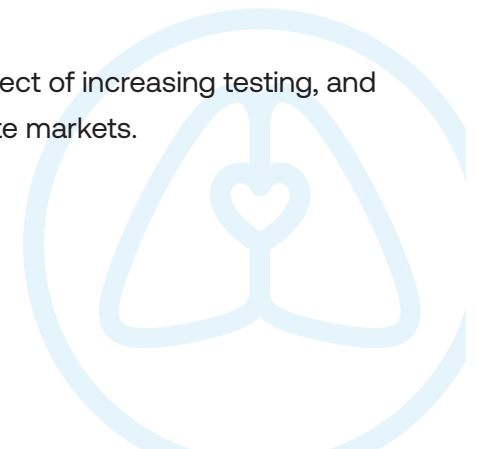 ect of increasing testing, and
te markets.